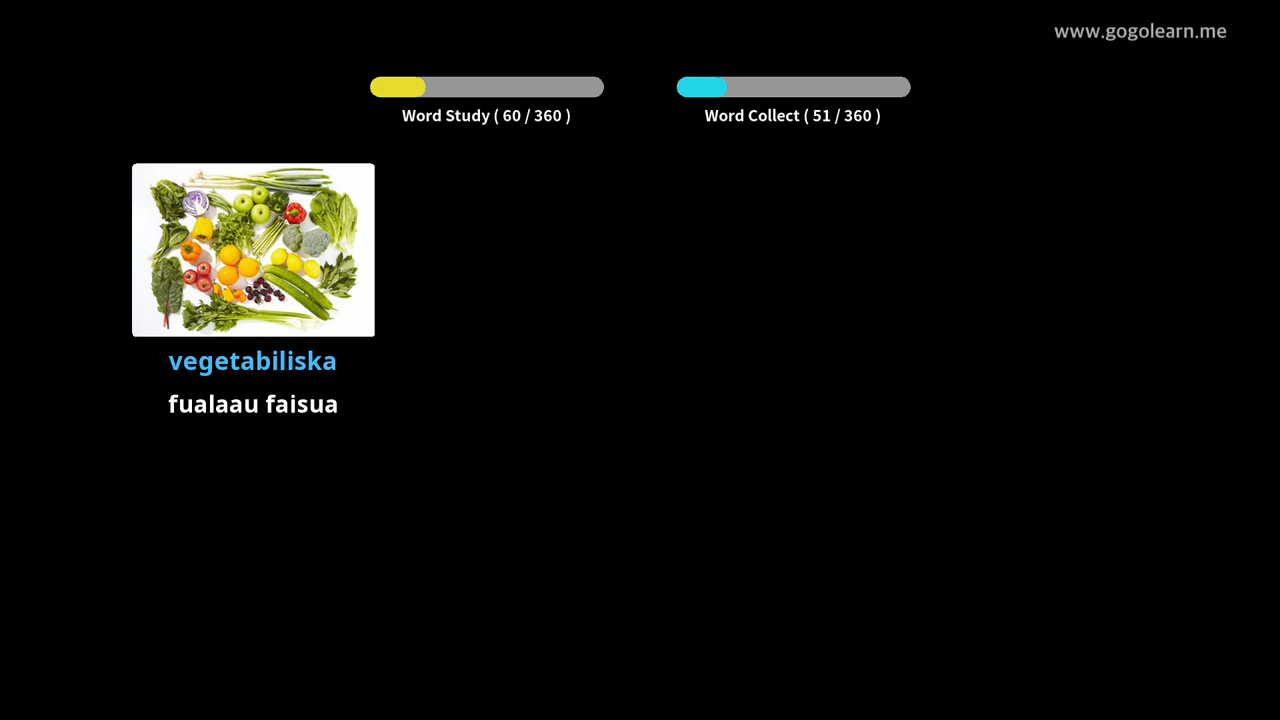 www.gogolearn.me
Word Study ( 60 / 360 )
Word Collect ( 51 / 360 )
vegetabiliska
fualaau faisua